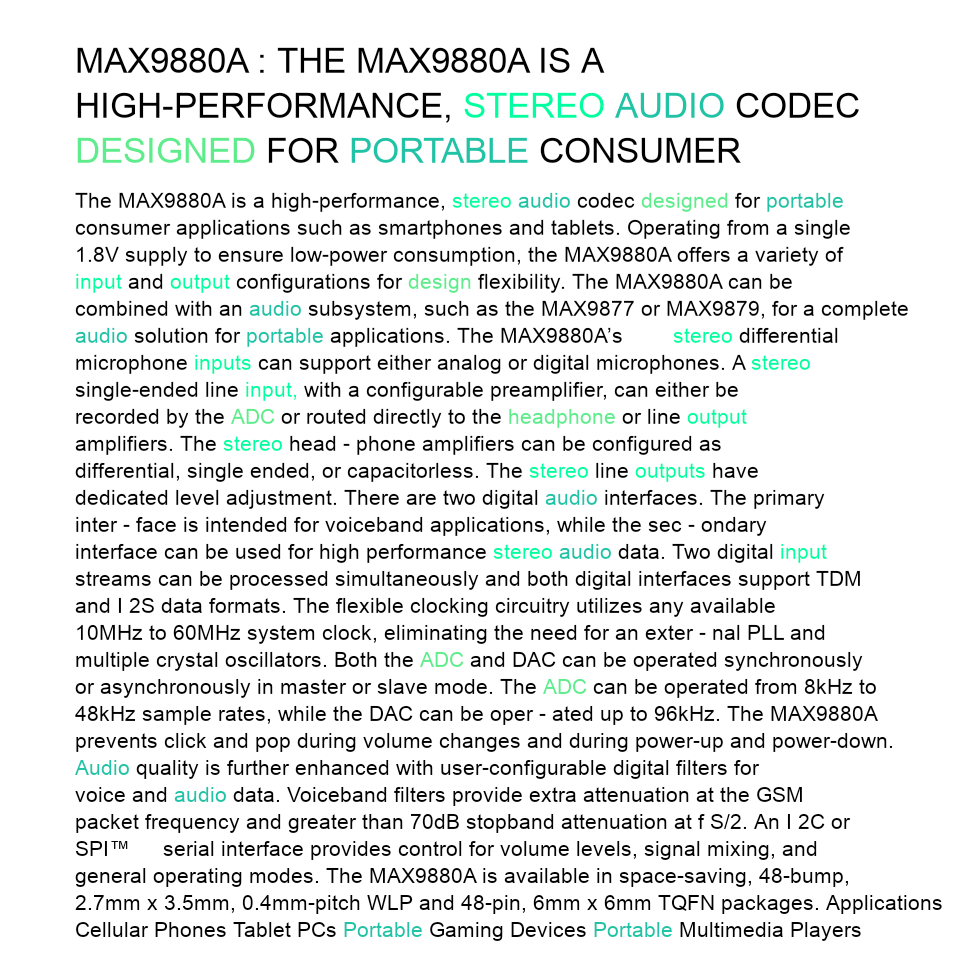 MAX9880A : THE MAX9880A IS A
HIGH-PERFORMANCE, STEREO AUDIO CODEC
DESIGNED FOR PORTABLE CONSUMER
The MAX9880A is a high-performance, stereo audio codec designed for portable
consumer applications such as smartphones and tablets. Operating from a single
1.8V supply to ensure low-power consumption, the MAX9880A offers a variety of
input and output configurations for design flexibility. The MAX9880A can be
combined with an audio subsystem, such as the MAX9877 or MAX9879, for a complete
audio solution for portable applications. The MAX9880A’s stereo differential
microphone inputs can support either analog or digital microphones. A stereo
single-ended line input, with a configurable preamplifier, can either be
recorded by the ADC or routed directly to the headphone or line output
amplifiers. The stereo head - phone amplifiers can be configured as
differential, single ended, or capacitorless. The stereo line outputs have
dedicated level adjustment. There are two digital audio interfaces. The primary
inter - face is intended for voiceband applications, while the sec - ondary
interface can be used for high performance stereo audio data. Two digital input
streams can be processed simultaneously and both digital interfaces support TDM
and I 2S data formats. The flexible clocking circuitry utilizes any available
10MHz to 60MHz system clock, eliminating the need for an exter - nal PLL and
multiple crystal oscillators. Both the ADC and DAC can be operated synchronously
or asynchronously in master or slave mode. The ADC can be operated from 8kHz to
48kHz sample rates, while the DAC can be oper - ated up to 96kHz. The MAX9880A
prevents click and pop during volume changes and during power-up and power-down.
Audio quality is further enhanced with user-configurable digital filters for
voice and audio data. Voiceband filters provide extra attenuation at the GSM
packet frequency and greater than 70dB stopband attenuation at f S/2. An I 2C or
SPI™ serial interface provides control for volume levels, signal mixing, and
general operating modes. The MAX9880A is available in space-saving, 48-bump,
2.7mm x 3.5mm, 0.4mm-pitch WLP and 48-pin, 6mm x 6mm TQFN packages. Applications
Cellular Phones Tablet PCs Portable Gaming Devices Portable Multimedia Players